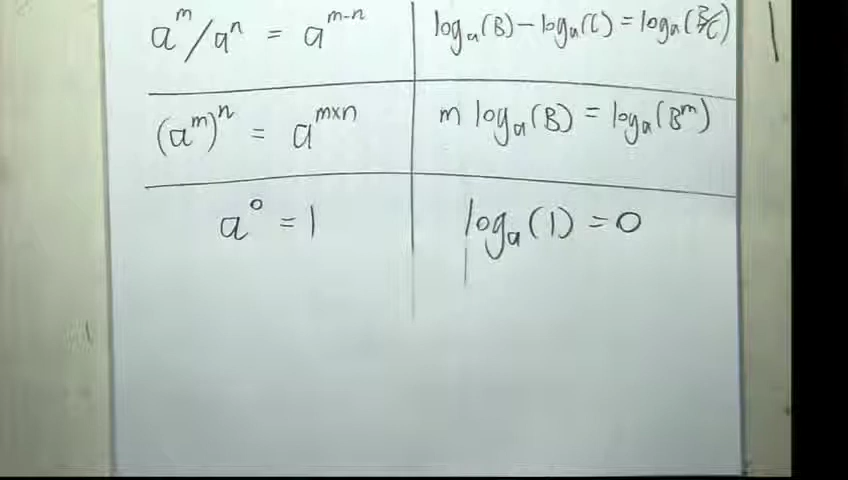 a^m / a^n = a^{m-n} log_a(B) - log_a(C) = log_a(B/C)
(a^m)^n = a^{m×n} m log_a(B) = log_a(B^m)
a^0 = 1 log_a(1) = 0